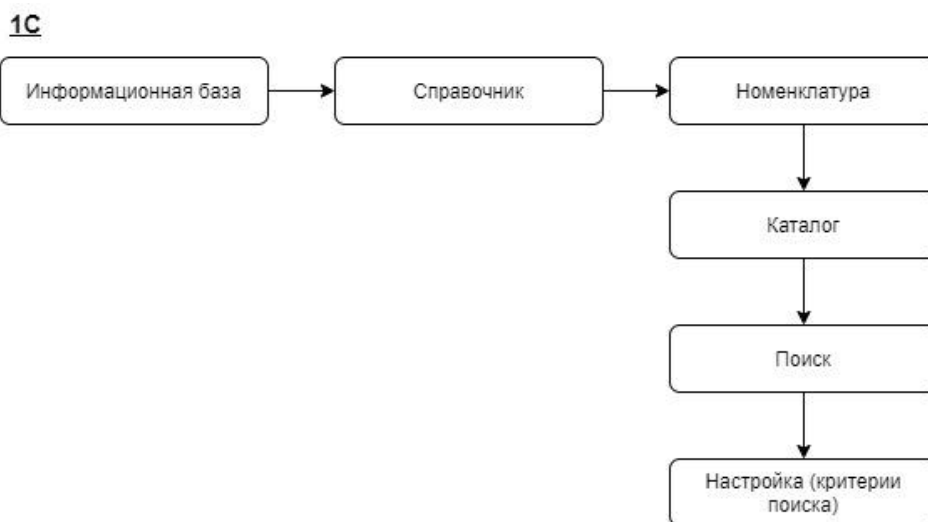 1С
Информационная база
Справочник
Номенклатура
Каталог
Поиск
Настройка (критерии
поиска)